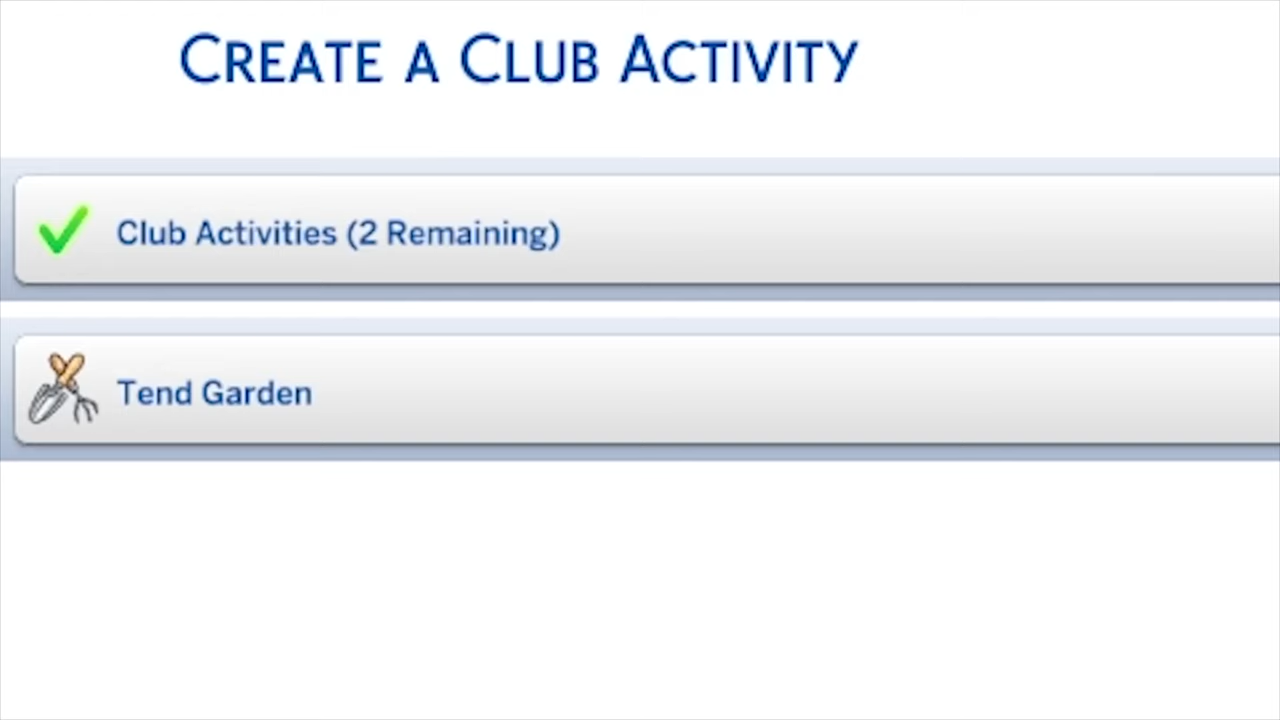 Create a Club Activity
Club Activities (2 Remaining)
Tend Garden